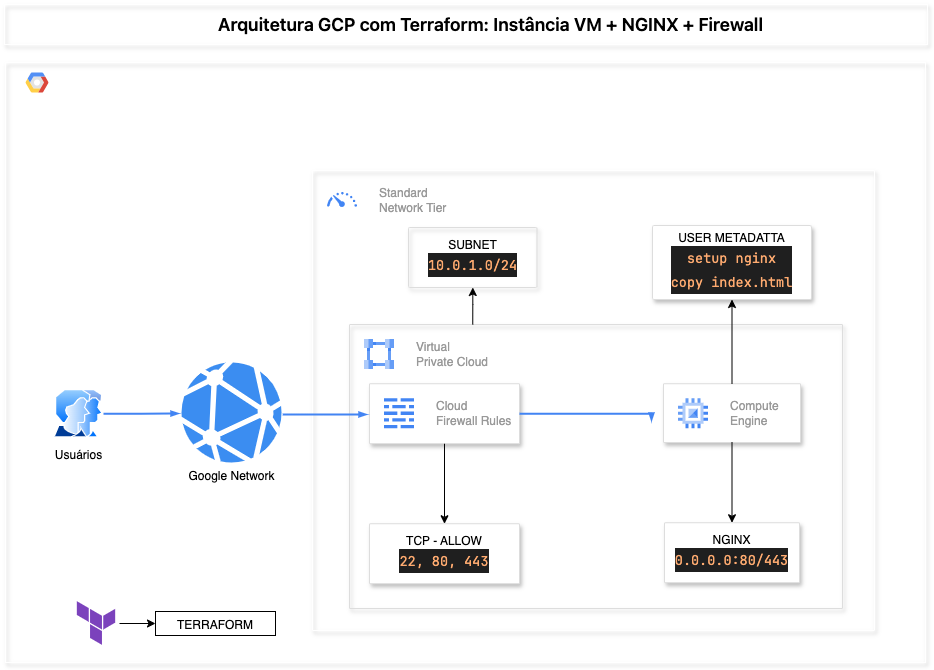 Arquitetura GCP com Terraform: Instância VM + NGINX + Firewall
Standard
Network Tier
SUBNET
10.0.1.0/24
USER METADATTA
setup nginx
copy index.html
Virtual
Private Cloud
Cloud
Firewall Rules
Compute
Engine
Usuários
Google Network
TCP - ALLOW
22, 80, 443
NGINX
0.0.0.0:80/443
TERRAFORM